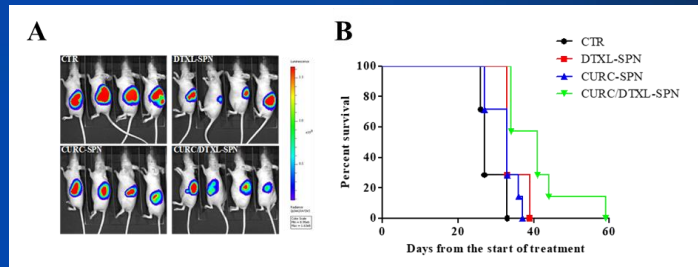 A
B
CTR
DTXL-SPN
CURC-SPN
CURC/DTXL-SPN
CTR
DTXL-SPN
CURC-SPN
CURC/DTXL-SPN
Percent survival
100
80
60
40
20
0
0
20
40
60
Days from the start of treatment